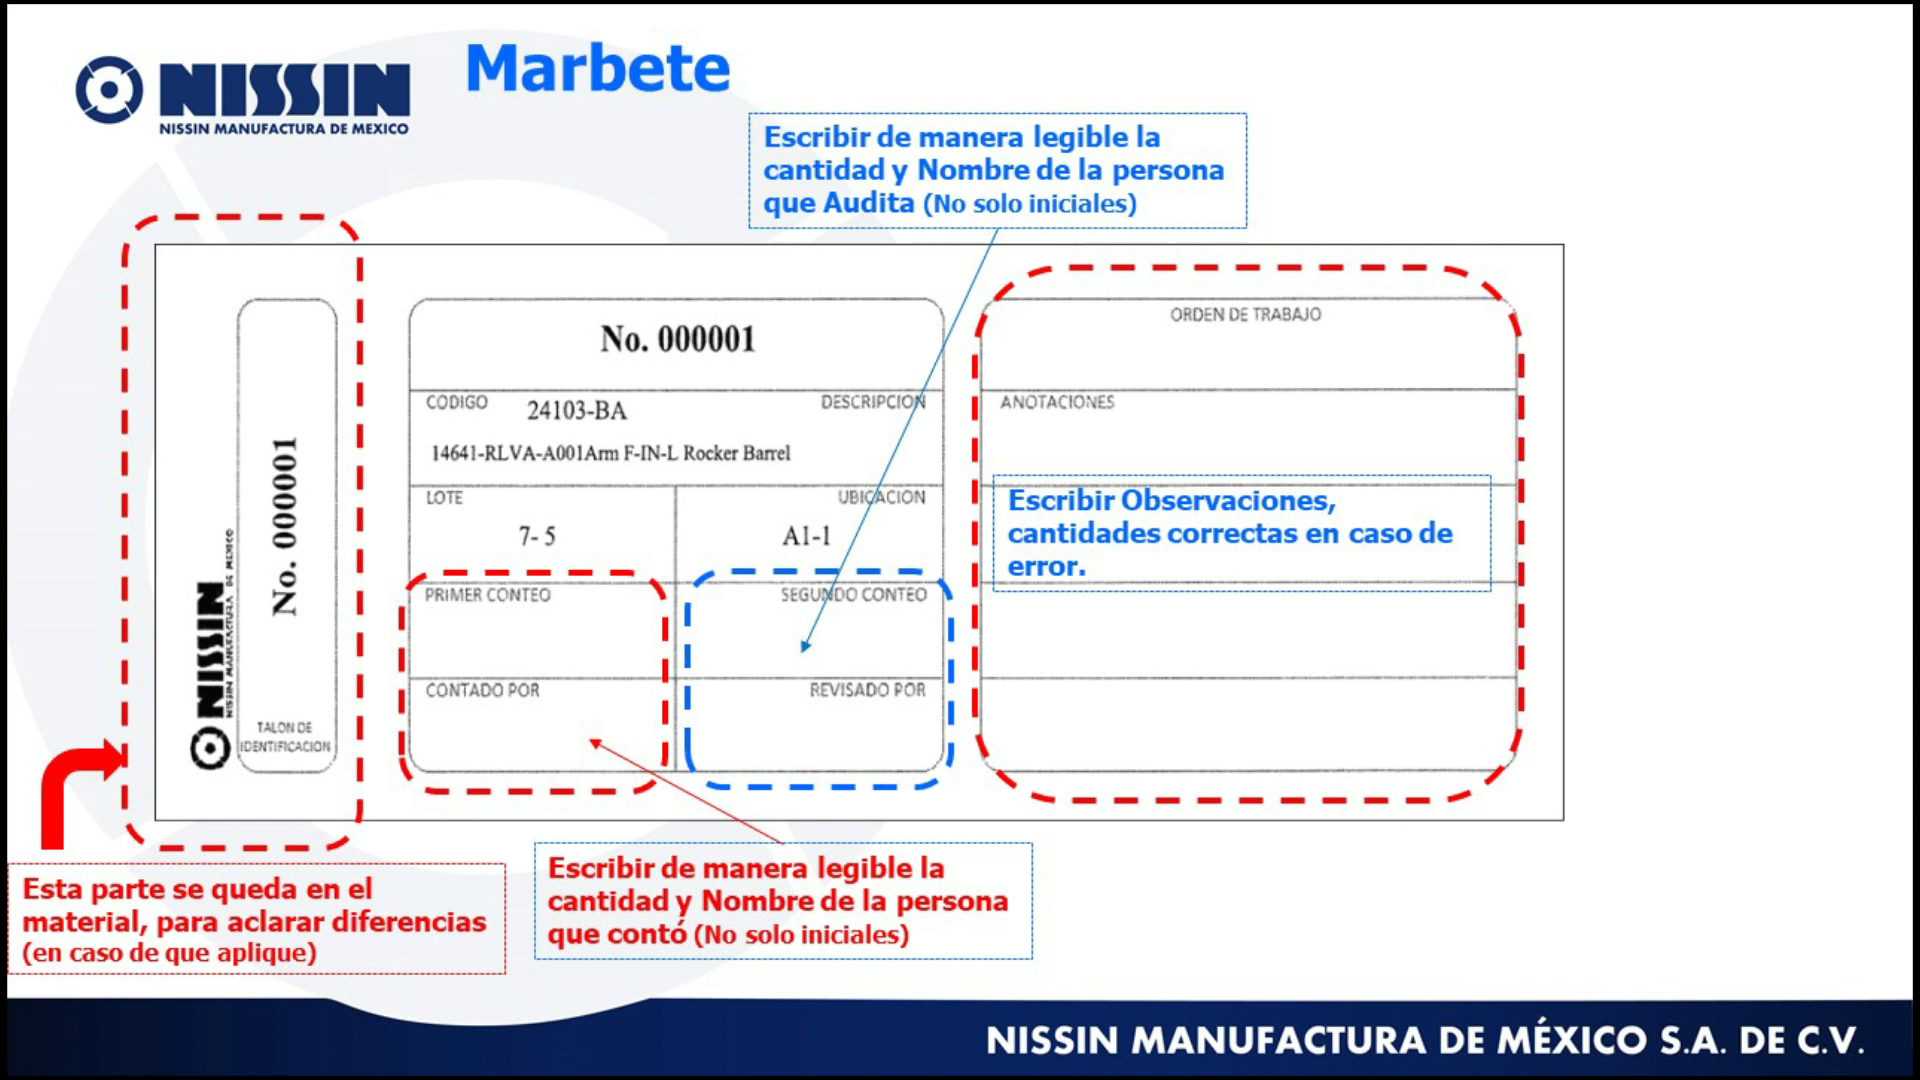 NISSIN
NISSIN MANUFACTURA DE MEXICO
Marbete
Escribir de manera legible la
cantidad y Nombre de la persona
que Audita (No solo iniciales)
NISSIN
NISSIN MANUFACTURA DE MEXICO
No. 000001
TALON DE
IDENTIFICACION
No. 000001
CODIGO 24103-BA DESCRIPCION
14641-RLVA-A001Arm F-IN-L Rocker Barrel
LOTE UBICACION
7- 5 A1-1
PRIMER CONTEO SEGUNDO CONTEO
CONTADO POR REVISADO POR
ORDEN DE TRABAJO
ANOTACIONES
Escribir Observaciones,
cantidades correctas en caso de
error.
Esta parte se queda en el
material, para aclarar diferencias
(en caso de que aplique)
Escribir de manera legible la
cantidad y Nombre de la persona
que contó (No solo iniciales)
NISSIN MANUFACTURA DE MÉXICO S.A. DE C.V.